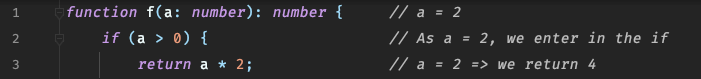 1 function f(a: number): number { // a = 2
2 if (a > 0) { // As a = 2, we enter in the if
3 return a * 2; // a = 2 => we return 4